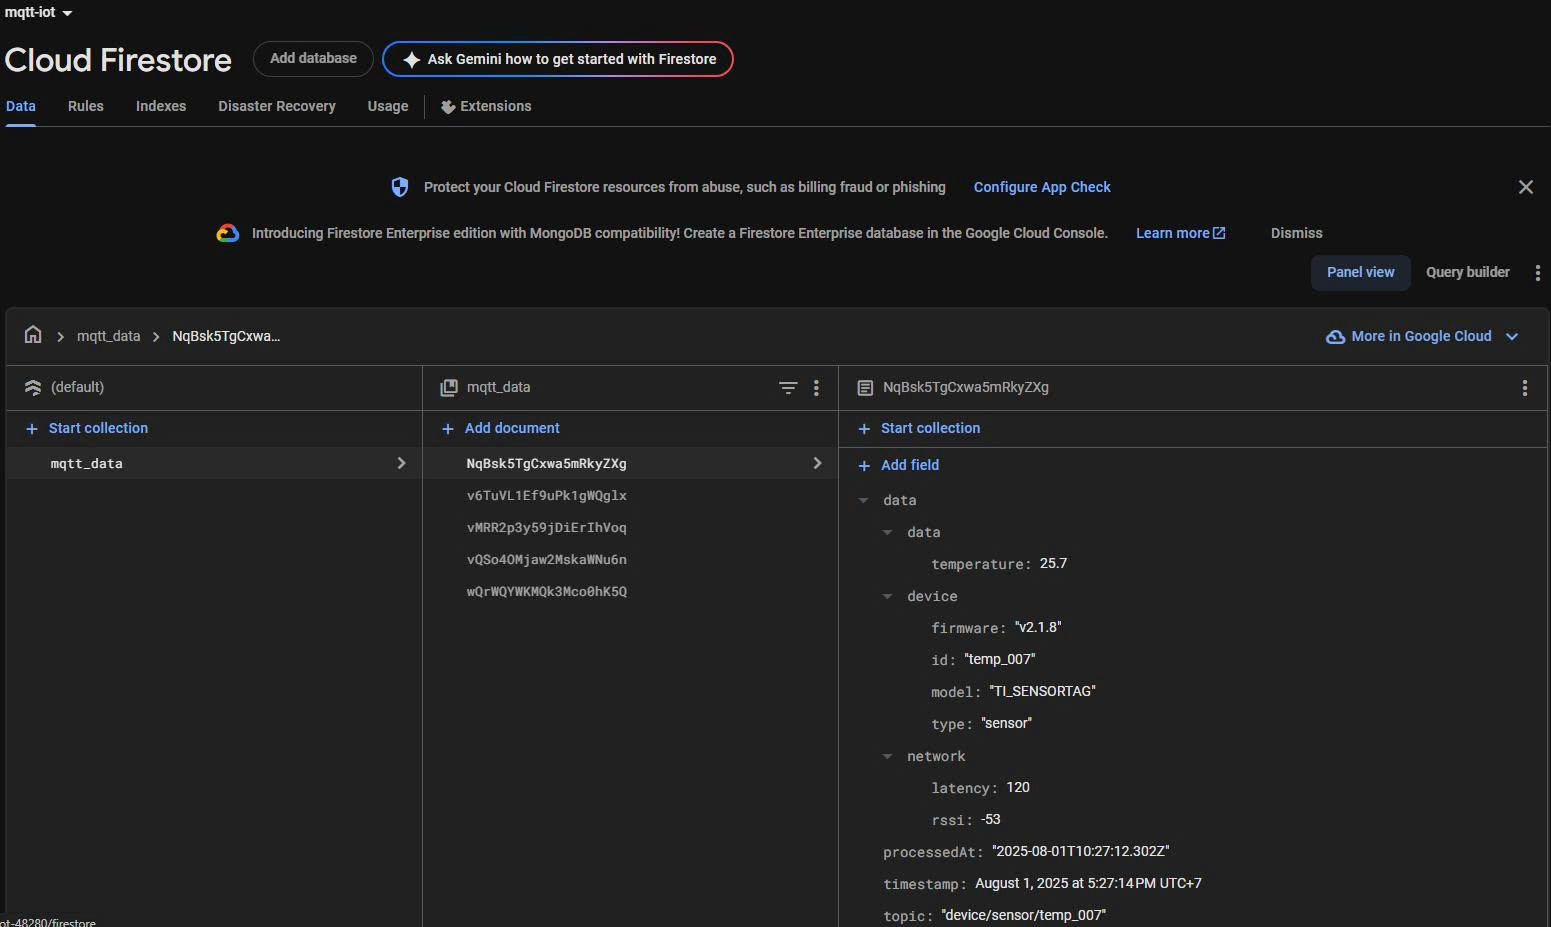 mqtt-iot
Cloud Firestore
Add database
Ask Gemini how to get started with Firestore
Data
Rules
Indexes
Disaster Recovery
Usage
Extensions
Protect your Cloud Firestore resources from abuse, such as billing fraud or phishing
Configure App Check
Introducing Firestore Enterprise edition with MongoDB compatibility! Create a Firestore Enterprise database in the Google Cloud Console.
Learn more
Dismiss
Panel view
Query builder
mqtt_data
NqBsk5TgCxwa...
More in Google Cloud
(default)
Start collection
mqtt_data
mqtt_data
Add document
NqBsk5TgCxwa5mRkyZXg
v6TuVL1Ef9uPk1gWQglx
vMRR2p3y59jDiErIhVoq
vQSo4OMjaw2MskaWNu6n
wQrWQYWKMQk3Mco0hK5Q
NqBsk5TgCxwa5mRkyZXg
Start collection
Add field
data
data
temperature: 25.7
device
firmware: "v2.1.8"
id: "temp_007"
model: "TI_SENSORTAG"
type: "sensor"
network
latency: 120
rssi: -53
processedAt: "2025-08-01T10:27:12.302Z"
timestamp: August 1, 2025 at 5:27:14 PM UTC+7
topic: "device/sensor/temp_007"
ot-48280/firestore